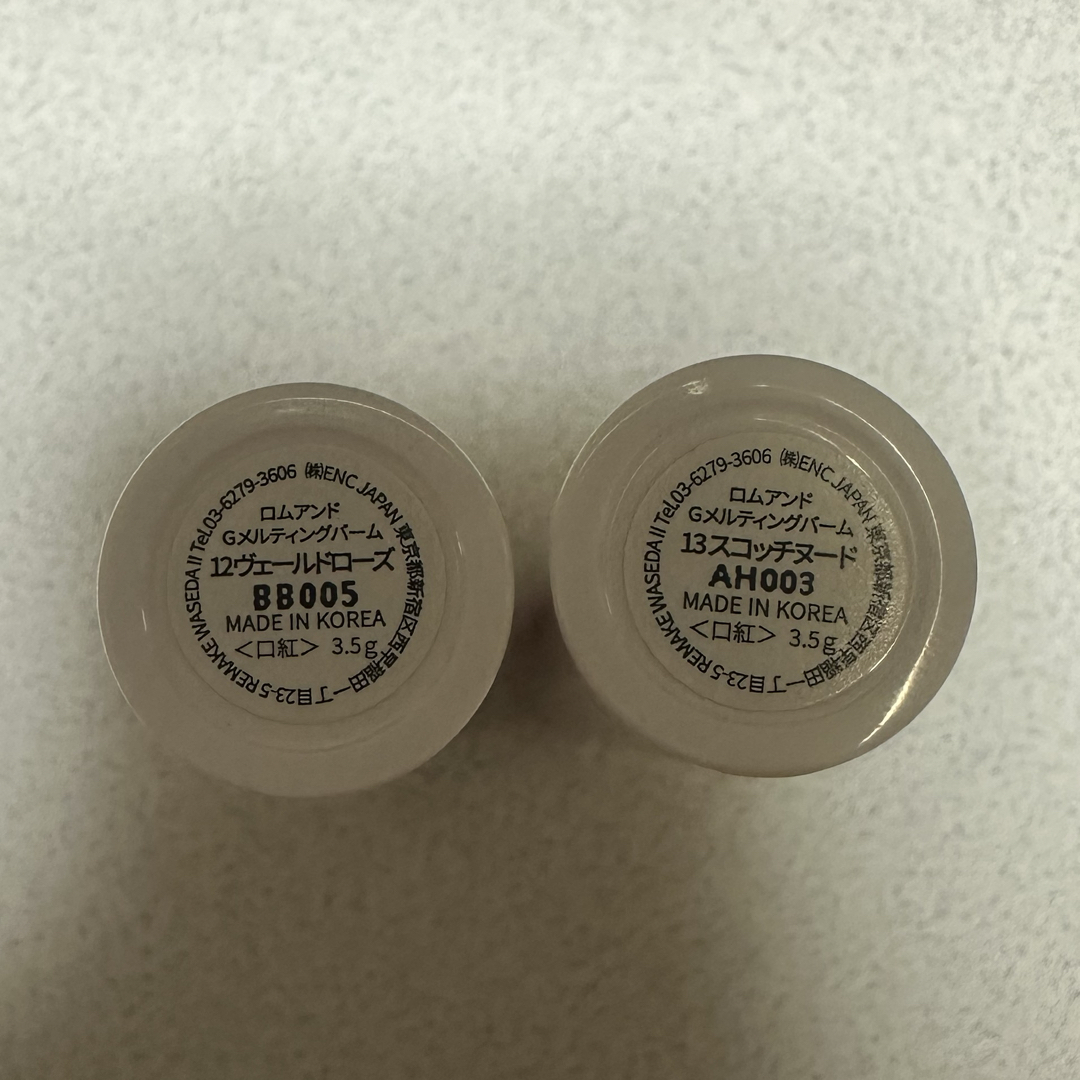 ㈱ENC JAPAN 東京都新宿区西早稲田一丁目23-5 REMAKE WASEDA II Tel.03-6279-3606
ロムアンド
Gメルティングバーム
12ヴェールドローズ
BB005
MADE IN KOREA
＜口紅＞ 3.5g
㈱ENC JAPAN 東京都新宿区西早稲田一丁目23-5 REMAKE WASEDA II Tel.03-6279-3606
ロムアンド
Gメルティングバーム
13スコッチヌード
AH003
MADE IN KOREA
＜口紅＞ 3.5g